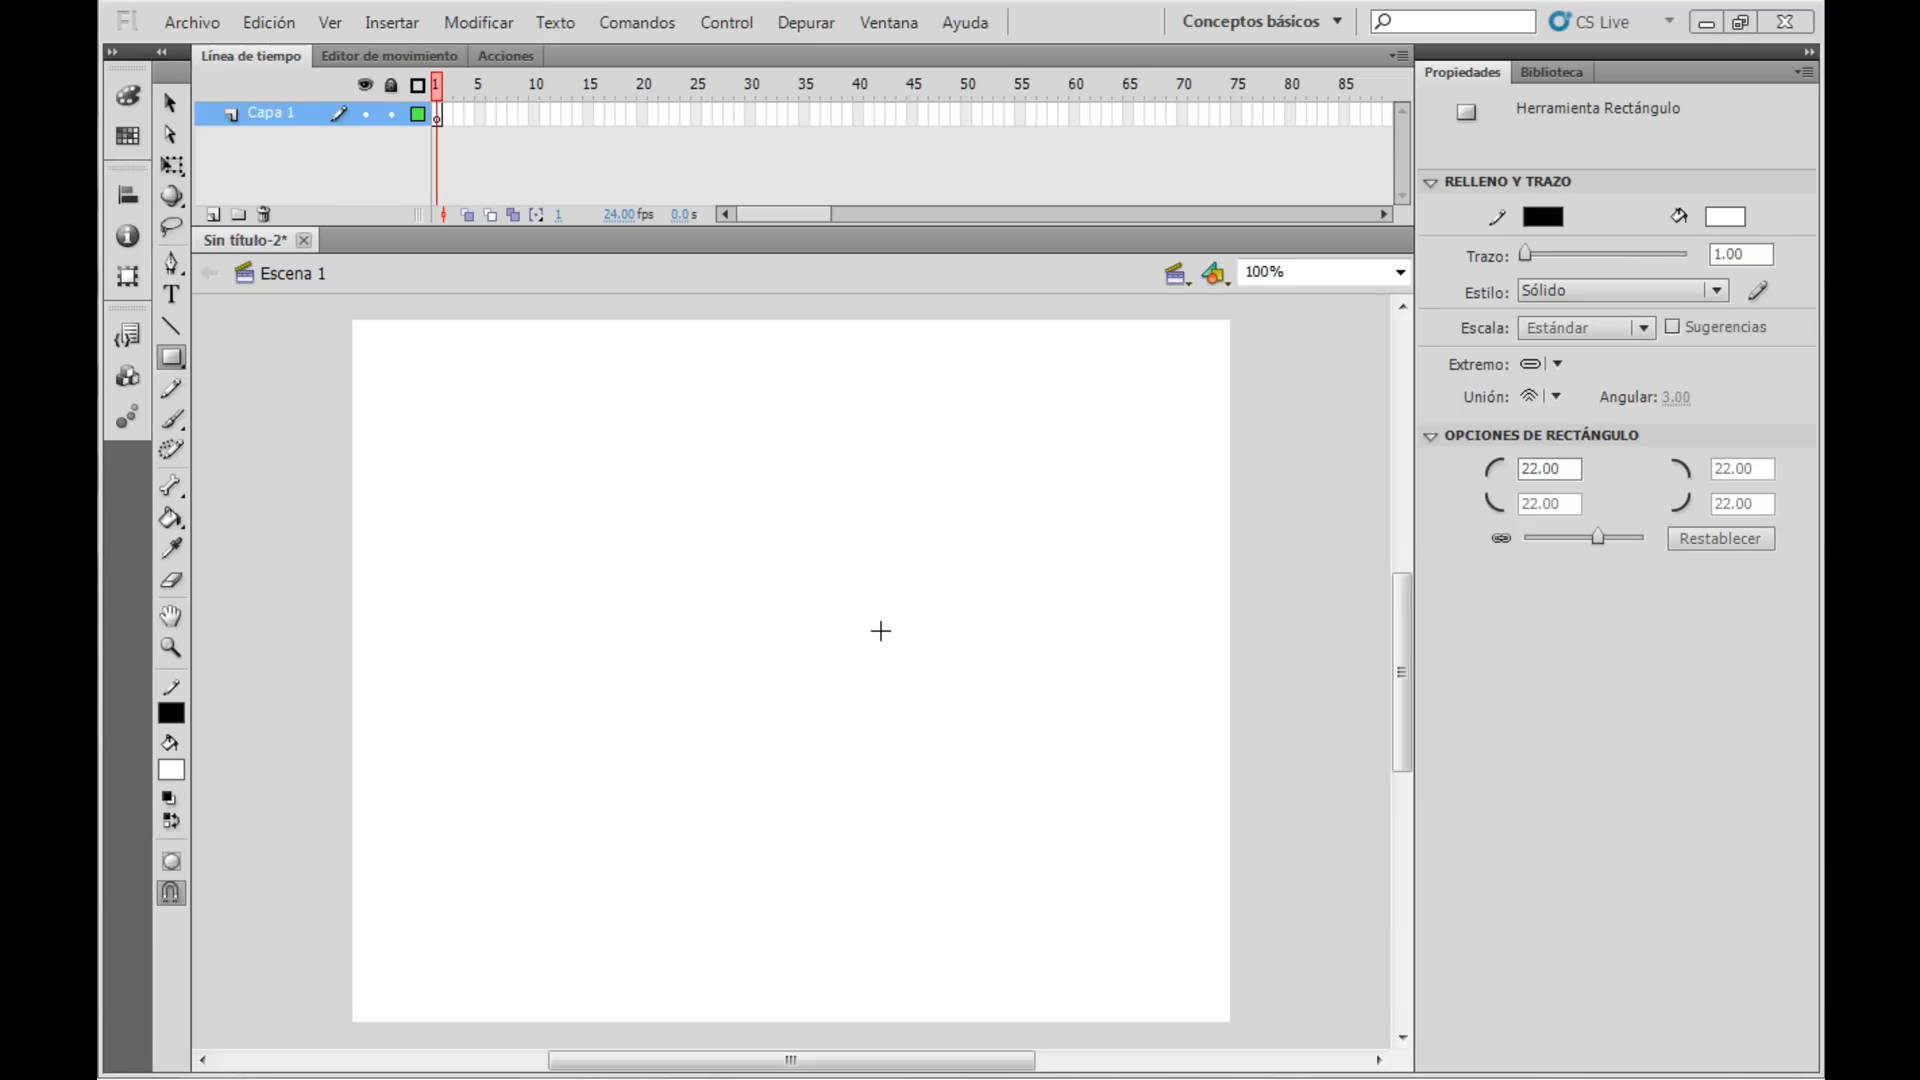 Fl Archivo Edición Ver Insertar Modificar Texto Comandos Control Depurar Ventana Ayuda Conceptos básicos CS Live
Línea de tiempo Editor de movimiento Acciones
1 5 10 15 20 25 30 35 40 45 50 55 60 65 70 75 80 85
Capa 1
1 24.00 fps 0.0 s
Sin título-2*
Escena 1 100%
Propiedades Biblioteca
Herramienta Rectángulo
RELLENO Y TRAZO
Trazo: 1.00
Estilo: Sólido
Escala: Estándar Sugerencias
Extremo:
Unión: Angular: 3.00
OPCIONES DE RECTÁNGULO
22.00 22.00
22.00 22.00
Restablecer